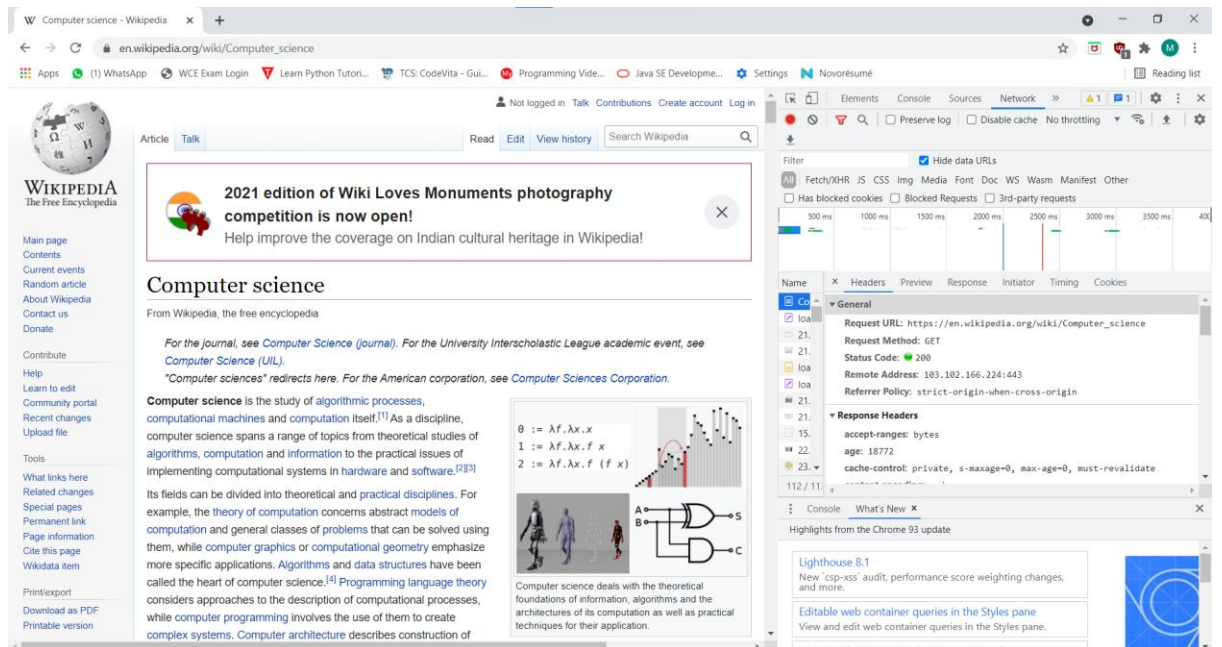 Computer science - Wikipedia
en.wikipedia.org/wiki/Computer_science
Apps (1) WhatsApp WCE Exam Login Learn Python Tutori... TCS: CodeVita - Gui... Programming Vide... Java SE Developme... Settings Novorésumé Reading list
WIKIPEDIA
The Free Encyclopedia
Main page
Contents
Current events
Random article
About Wikipedia
Contact us
Donate
Contribute
Help
Learn to edit
Community portal
Recent changes
Upload file
Tools
What links here
Related changes
Special pages
Permanent link
Page information
Cite this page
Wikidata item
Print/export
Download as PDF
Printable version
Not logged in Talk Contributions Create account Log in
Article Talk Read Edit View history Search Wikipedia
2021 edition of Wiki Loves Monuments photography
competition is now open!
Help improve the coverage on Indian cultural heritage in Wikipedia!
Computer science
From Wikipedia, the free encyclopedia
For the journal, see Computer Science (journal). For the University Interscholastic League academic event, see
Computer Science (UIL).
"Computer sciences" redirects here. For the American corporation, see Computer Sciences Corporation.
Computer science is the study of algorithmic processes,
computational machines and computation itself.[1] As a discipline,
computer science spans a range of topics from theoretical studies of
algorithms, computation and information to the practical issues of
implementing computational systems in hardware and software.[2][3]
Its fields can be divided into theoretical and practical disciplines. For
example, the theory of computation concerns abstract models of
computation and general classes of problems that can be solved using
them, while computer graphics or computational geometry emphasize
more specific applications. Algorithms and data structures have been
called the heart of computer science.[4] Programming language theory
considers approaches to the description of computational processes,
while computer programming involves the use of them to create
complex systems. Computer architecture describes construction of
0 := λf.λx.x
1 := λf.λx.f x
2 := λf.λx.f (f x)
A
B
S
C
Computer science deals with the theoretical
foundations of information, algorithms and the
architectures of its computation as well as practical
techniques for their application.
Elements Console Sources Network 1 1
Preserve log Disable cache No throttling
Filter Hide data URLs
All Fetch/XHR JS CSS Img Media Font Doc WS Wasm Manifest Other
Has blocked cookies Blocked Requests 3rd-party requests
500 ms 1000 ms 1500 ms 2000 ms 2500 ms 3000 ms 3500 ms 400
Name Headers Preview Response Initiator Timing Cookies
Co
loa
21.
21.
loa
loa
21.
21.
15.
22.
23.
112 / 11
General
Request URL: https://en.wikipedia.org/wiki/Computer_science
Request Method: GET
Status Code: 200
Remote Address: 103.102.166.224:443
Referrer Policy: strict-origin-when-cross-origin
Response Headers
accept-ranges: bytes
age: 18772
cache-control: private, s-maxage=0, max-age=0, must-revalidate
Console What's New
Highlights from the Chrome 93 update
Lighthouse 8.1
New `csp-xss` audit, performance score weighting changes,
and more.
Editable web container queries in the Styles pane
View and edit web container queries in the Styles pane.